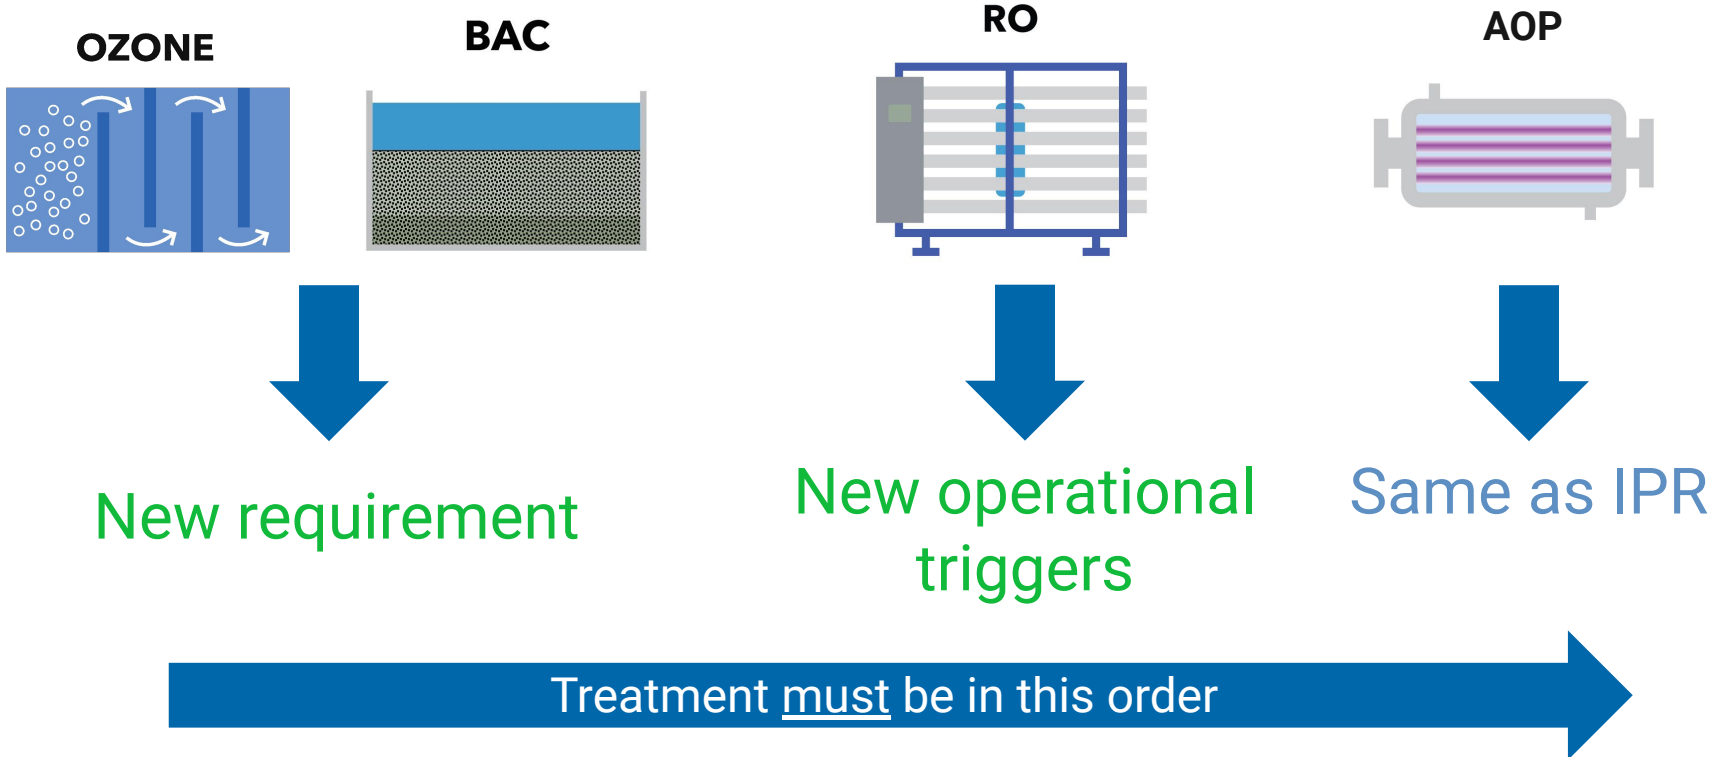 OZONE
BAC
RO
AOP
New requirement
New operational
triggers
Same as IPR
Treatment must be in this order